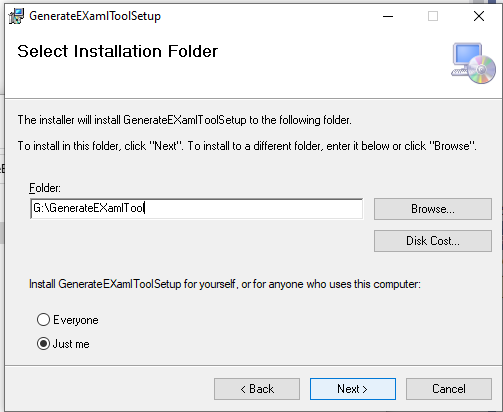 GenerateEXamlToolSetup
Select Installation Folder
The installer will install GenerateEXamlToolSetup to the following folder.
To install in this folder, click "Next". To install to a different folder, enter it below or click "Browse".
Folder:
G:\GenerateEXamlTool
Browse...
Disk Cost...
Install GenerateEXamlToolSetup for yourself, or for anyone who uses this computer:
Everyone
Just me
< Back
Next >
Cancel